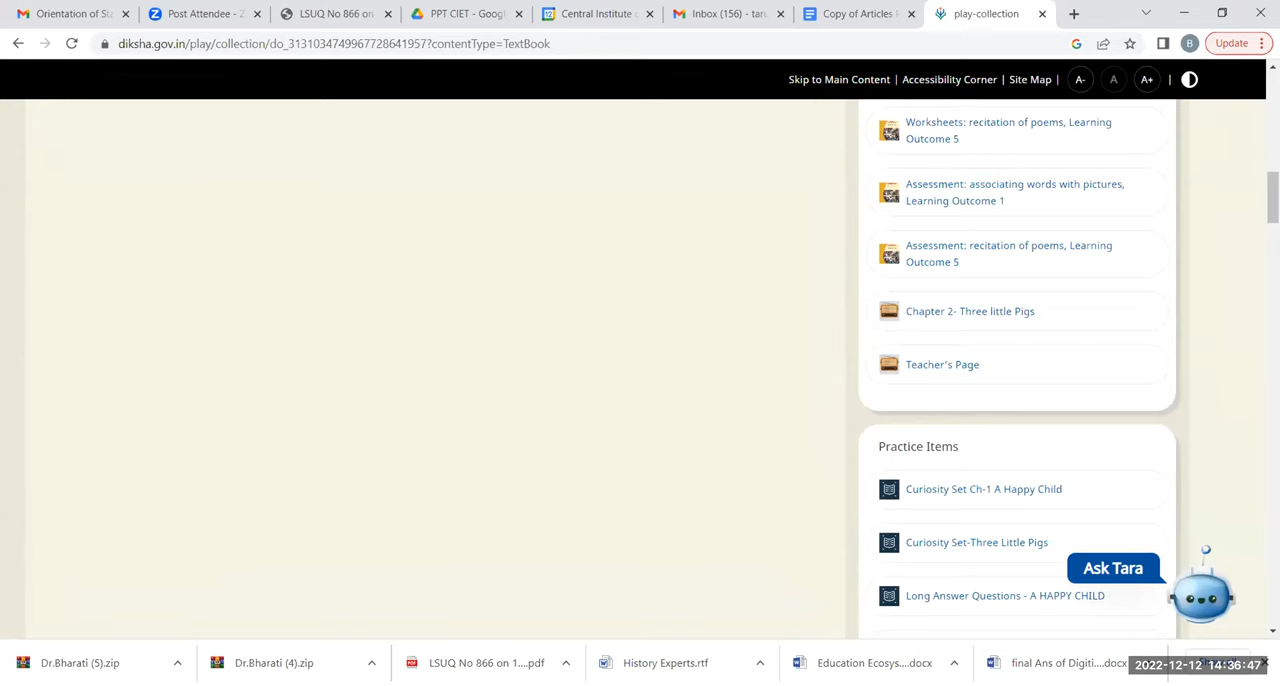 Orientation of Sta
Post Attendee - Z
LSUQ No 866 on
PPT CIET - Googl
Central Institute
Inbox (156) - taru
Copy of Articles
play-collection
diksha.gov.in/play/collection/do_3131034749967728641957?contentType=TextBook
B
Update
Skip to Main Content | Accessibility Corner | Site Map | A- A A+ |
Worksheets: recitation of poems, Learning
Outcome 5
Assessment: associating words with pictures,
Learning Outcome 1
Assessment: recitation of poems, Learning
Outcome 5
Chapter 2- Three little Pigs
Teacher's Page
Practice Items
Curiosity Set Ch-1 A Happy Child
Curiosity Set-Three Little Pigs
Ask Tara
Long Answer Questions - A HAPPY CHILD
Dr.Bharati (5).zip
Dr.Bharati (4).zip
LSUQ No 866 on 1....pdf
History Experts.rtf
Education Ecosys....docx
final Ans of Digiti....docx
2022-12-12 14:36:47